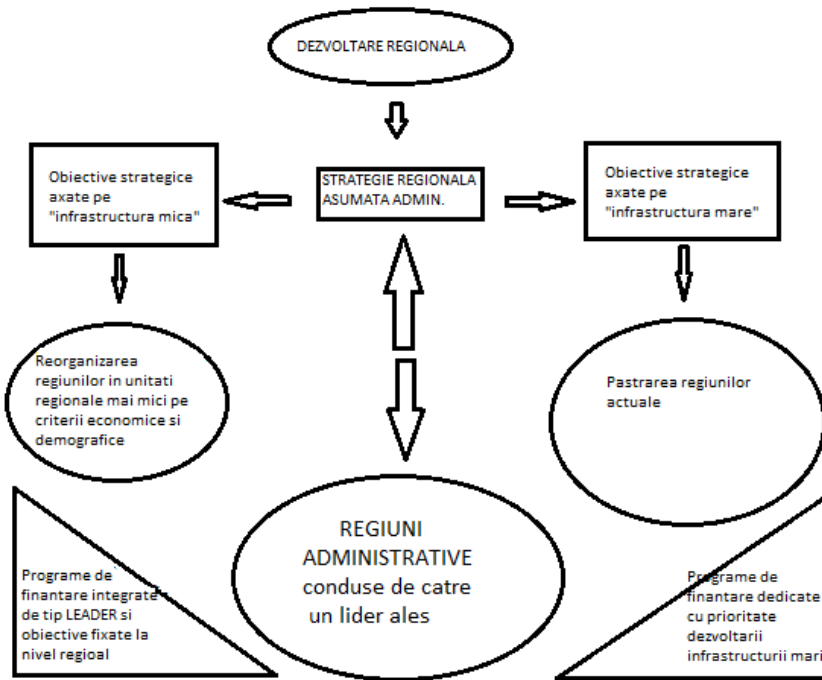 DEZVOLTARE REGIONALA
Obiective strategice
axate pe
"infrastructura mica"
STRATEGIE REGIONALA
ASUMATA ADMIN.
Obiective strategice
axate pe
"infrastructura mare"
Reorganizarea
regiunilor in unitati
regionale mai mici pe
criterii economice si
demografice
Pastrarea regiunilor
actuale
REGIUNI
ADMINISTRATIVE
conduse de catre
un lider ales
Programe de
finantare integrate
de tip LEADER si
obiective fixate la
nivel regioal
Programe de
finantare dedicate
cu prioritate
dezvoltarii
infrastructurii mari